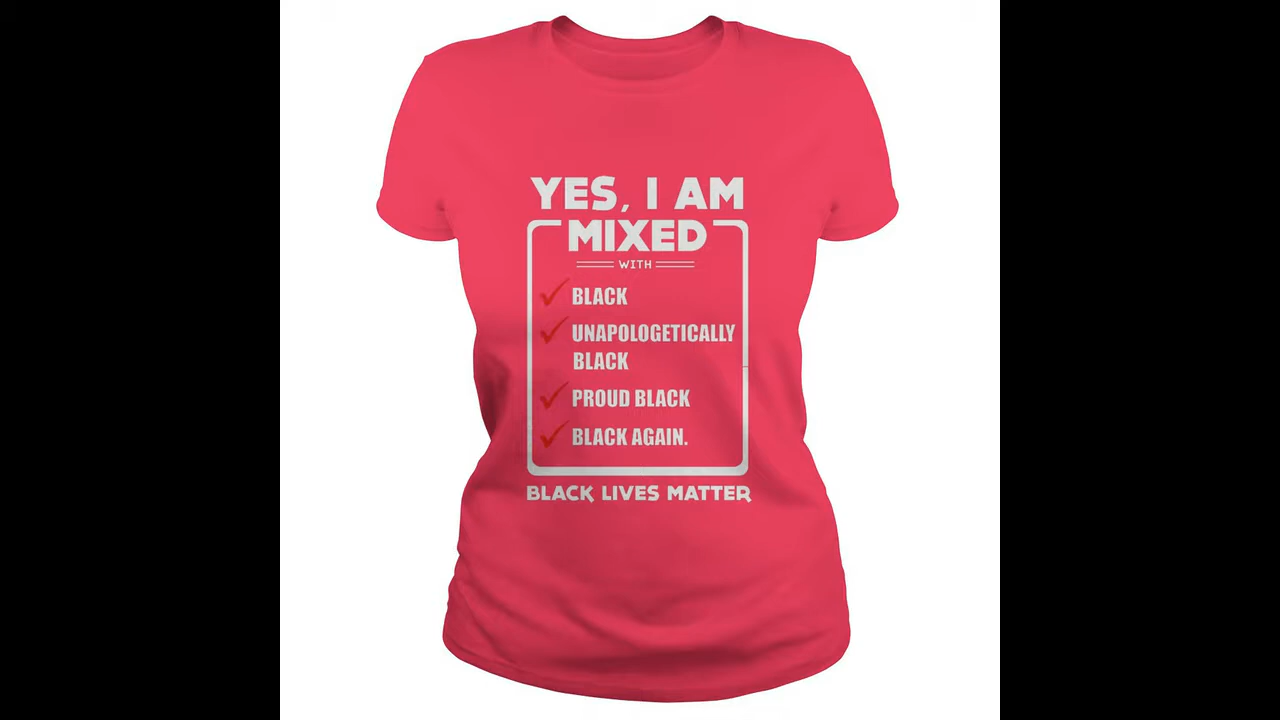 YES, I AM
MIXED
WITH
BLACK
UNAPOLOGETICALLY
BLACK
PROUD BLACK
BLACK AGAIN.
BLACK LIVES MATTER